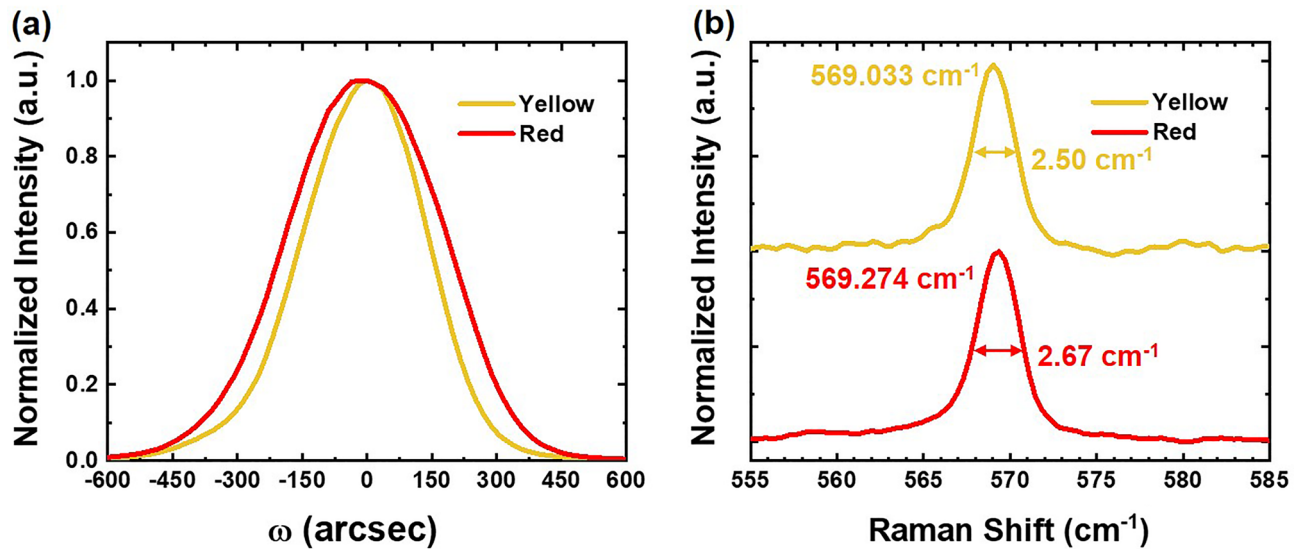 (a)
Normalized Intensity (a.u.)
1.0
0.8
0.6
0.4
0.2
0.0
-600 -450 -300 -150 0 150 300 450 600
ω (arcsec)
Yellow
Red
(b)
Normalized Intensity (a.u.)
569.033 cm⁻¹
Yellow
Red
2.50 cm⁻¹
569.274 cm⁻¹
2.67 cm⁻¹
555 560 565 570 575 580 585
Raman Shift (cm⁻¹)